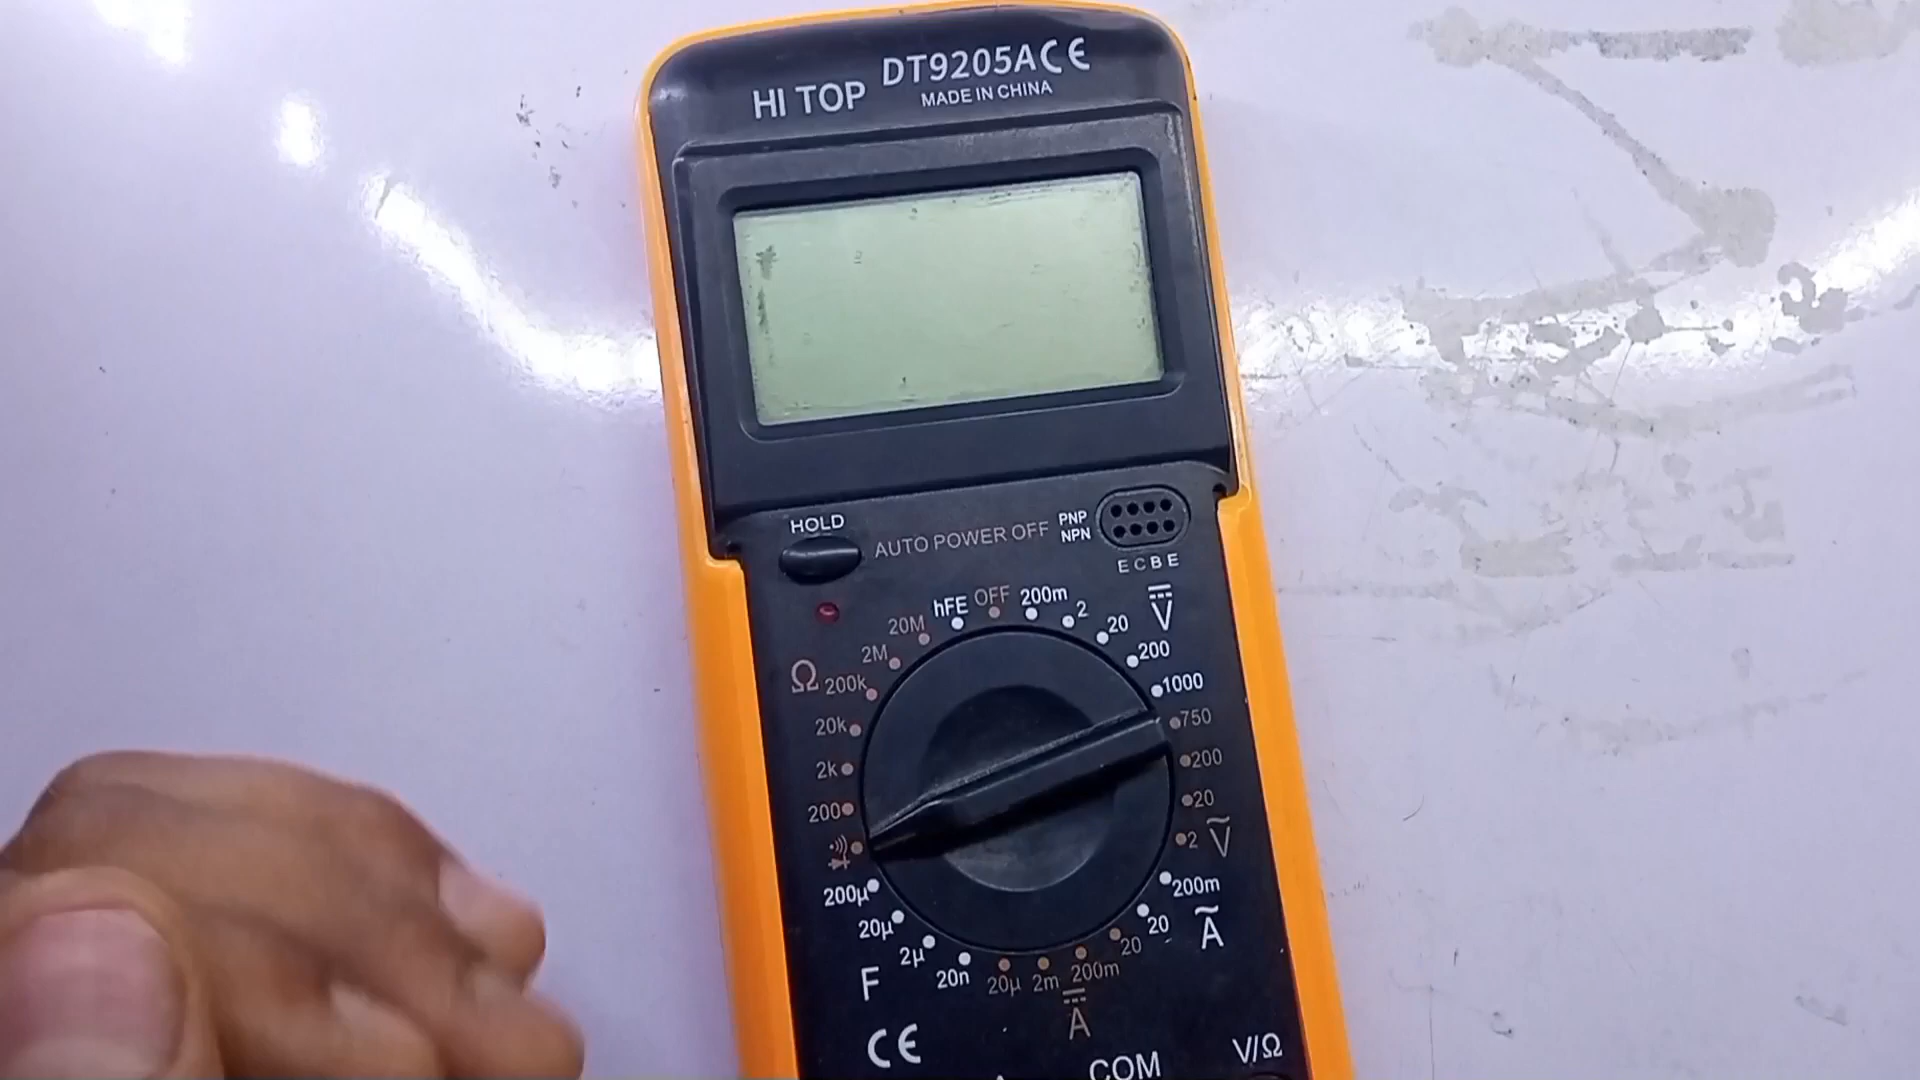 HI TOP DT9205A CE
MADE IN CHINA
HOLD
AUTO POWER OFF
PNP
NPN
E C B E
hFE
OFF
200m
2
20
200
1000
V
750
200
20
2
V
200m
20
A
20
200m
2m
20µ
A
20n
2µ
20µ
200µ
F
200
2k
20k
200k
2M
20M
Ω
CE
COM
V/Ω